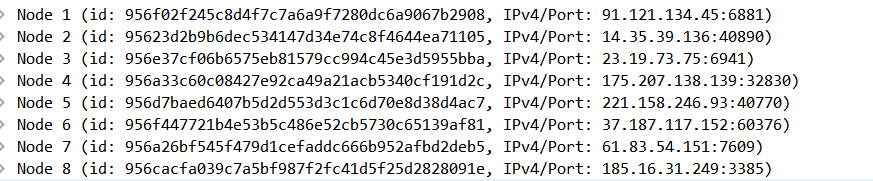 Node 1 (id: 956f02f245c8d4f7c7a6a9f7280dc6a9067b2908, IPv4/Port: 91.121.134.45:6881)
Node 2 (id: 95623d2b9b6dec534147d34e74c8f4644ea71105, IPv4/Port: 14.35.39.136:40890)
Node 3 (id: 956e37cf06b6575eb81579cc994c45e3d5955bba, IPv4/Port: 23.19.73.75:6941)
Node 4 (id: 956a33c60c08427e92ca49a21acb5340cf191d2c, IPv4/Port: 175.207.138.139:32830)
Node 5 (id: 956d7baed6407b5d2d553d3c1c6d70e8d38d4ac7, IPv4/Port: 221.158.246.93:40770)
Node 6 (id: 956f447721b4e53b5c486e52cb5730c65139af81, IPv4/Port: 37.187.117.152:60376)
Node 7 (id: 956a26bf545f479d1cefaddc666b952afbd2deb5, IPv4/Port: 61.83.54.151:7609)
Node 8 (id: 956cacfa039c7a5bf987f2fc41d5f25d2828091e, IPv4/Port: 185.16.31.249:3385)